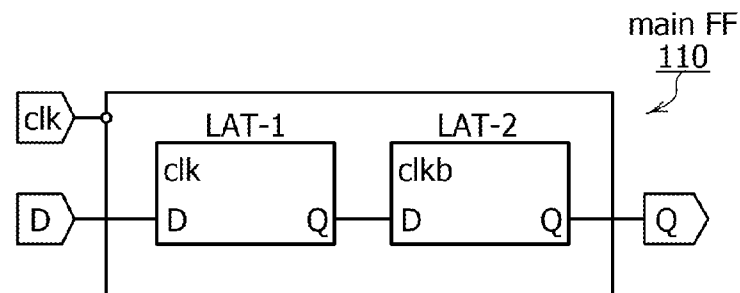 main FF
110
clk
LAT-1
LAT-2
clk
clkb
D
D
Q
D
Q
Q